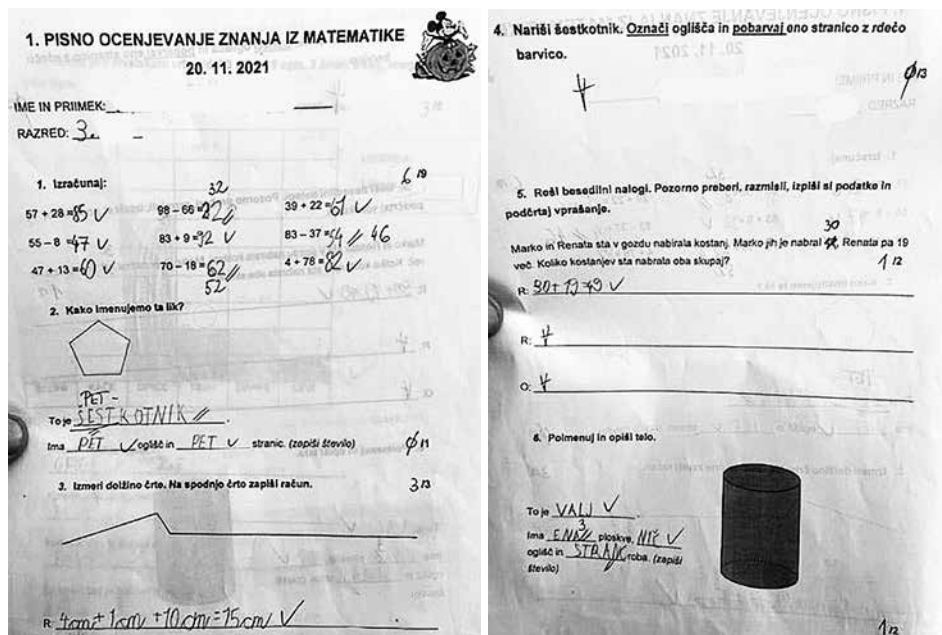 1. PISNO OCENJEVANJE ZNANJA IZ MATEMATIKE
20. 11. 2021
IME IN PRIIMEK:
RAZRED: 3.
6 /9
1. Izračunaj:
32
57 + 28 = 85 98 – 66 = 22 39 + 22 = 61
55 – 8 = 47 83 + 9 = 92 83 – 37 = 54 46
47 + 13 = 60 70 – 18 = 62 4 + 78 = 82
52
2. Kako imenujemo ta lik?
PET-
To je ŠESTKOTNIK
Ima PET oglišč in PET stranic. (zapiši število) 0/1
3. Izmeri dolžino črte. Na spodnjo črto zapiši račun. 3/3
R: 4cm + 1cm + 10cm = 15cm
4. Nariši šestkotnik. Označi oglišča in pobarvaj eno stranico z rdečo
barvico.
0/3
5. Reši besedilni nalogi. Pozorno preberi, razmisli, izpiši si podatke in
podčrtaj vprašanje.
30
Marko in Renata sta v gozdu nabirala kostanj. Marko jih je nabral Renata pa 19
več. Koliko kostanjev sta nabrala oba skupaj? 1/2
R: 30 + 19 = 49
R:
O:
6. Poimenuj in opiši telo.
To je VALJ.
3
Ima ENA ploskve, NIČ
oglišč in roba. (zapiši
število)
1/2